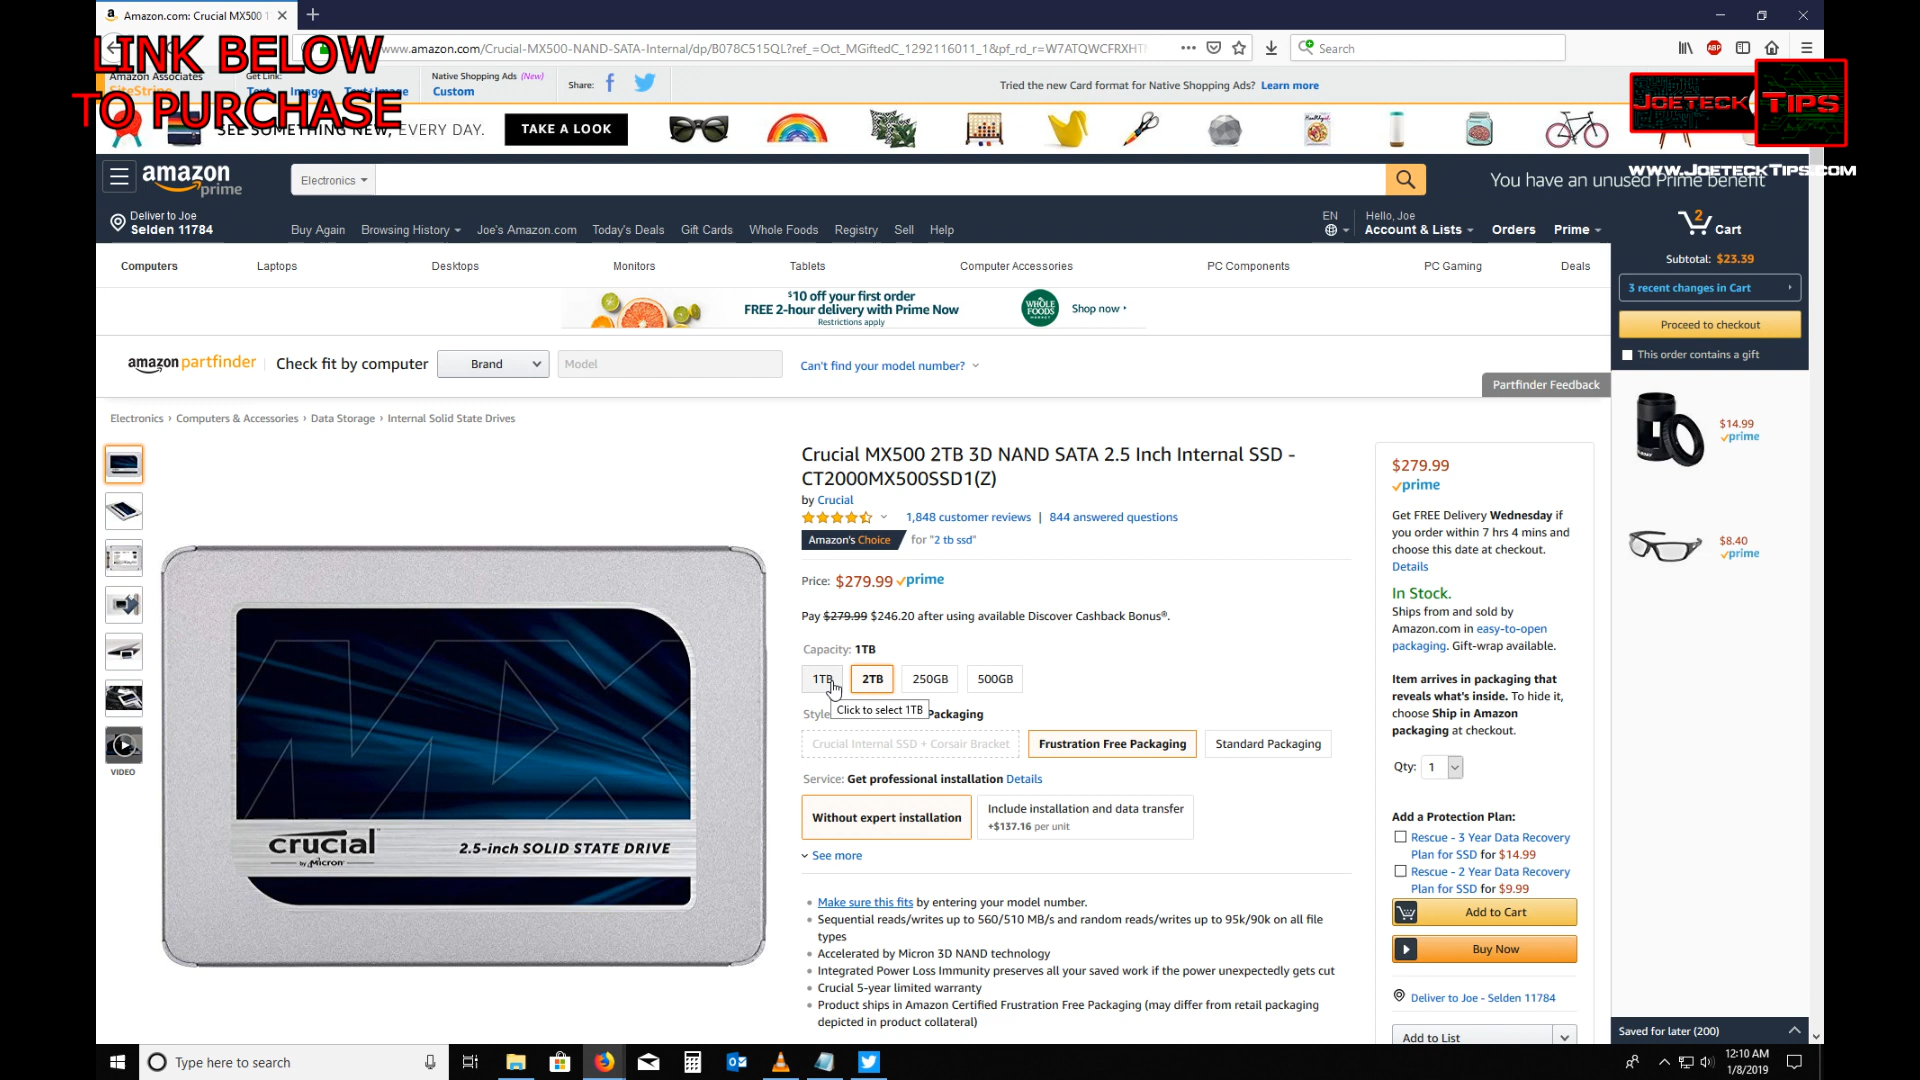 Amazon.com: Crucial MX500 1
LINK BELOW
TO PURCHASE
www.amazon.com/Crucial-MX500-NAND-SATA-Internal/dp/B078C515QL?ref_=Oct_MGiftedC_1292116011_1&pf_rd_r=W7ATQWCFRXHT
Search
ABP
Amazon Associates
SiteStripe
Get Link:
Text Image Text+Image
Native Shopping Ads (New)
Custom
Share:
Tried the new Card format for Native Shopping Ads? Learn more
JOETECK TIPS
WWW.JOETECKTIPS.COM
SEE SOMETHING NEW, EVERY DAY.
TAKE A LOOK
amazon prime
Electronics
You have an unused Prime benefit
Deliver to Joe
Selden 11784
Buy Again Browsing History Joe's Amazon.com Today's Deals Gift Cards Whole Foods Registry Sell Help
EN
Hello, Joe
Account & Lists Orders Prime
2 Cart
Computers Laptops Desktops Monitors Tablets Computer Accessories PC Components PC Gaming Deals
Subtotal: $23.39
3 recent changes in Cart
Proceed to checkout
This order contains a gift
$10 off your first order
FREE 2-hour delivery with Prime Now
Restrictions apply
WHOLE FOODS MARKET
Shop now
amazon partfinder Check fit by computer Brand Model Can't find your model number?
Partfinder Feedback
Electronics › Computers & Accessories › Data Storage › Internal Solid State Drives
VIDEO
crucial
by Micron
2.5-inch SOLID STATE DRIVE
Crucial MX500 2TB 3D NAND SATA 2.5 Inch Internal SSD -
CT2000MX500SSD1(Z)
by Crucial
1,848 customer reviews | 844 answered questions
Amazon's Choice for "2 tb ssd"
Price: $279.99 prime
Pay $279.99 $246.20 after using available Discover Cashback Bonus®.
Capacity: 1TB
1TB 2TB 250GB 500GB
Click to select 1TB
Style Packaging
Crucial Internal SSD + Corsair Bracket Frustration Free Packaging Standard Packaging
Service: Get professional installation Details
Without expert installation
Include installation and data transfer
+$137.16 per unit
See more
Make sure this fits by entering your model number.
Sequential reads/writes up to 560/510 MB/s and random reads/writes up to 95k/90k on all file
types
Accelerated by Micron 3D NAND technology
Integrated Power Loss Immunity preserves all your saved work if the power unexpectedly gets cut
Crucial 5-year limited warranty
Product ships in Amazon Certified Frustration Free Packaging (may differ from retail packaging
depicted in product collateral)
$279.99
prime
Get FREE Delivery Wednesday if
you order within 7 hrs 4 mins and
choose this date at checkout.
Details
In Stock.
Ships from and sold by
Amazon.com in easy-to-open
packaging. Gift-wrap available.
Item arrives in packaging that
reveals what's inside. To hide it,
choose Ship in Amazon
packaging at checkout.
Qty: 1
Add a Protection Plan:
Rescue - 3 Year Data Recovery
Plan for SSD for $14.99
Rescue - 2 Year Data Recovery
Plan for SSD for $9.99
Add to Cart
Buy Now
Deliver to Joe - Selden 11784
Add to List
$14.99
prime
$8.40
prime
Saved for later (200)
Type here to search
12:10 AM
1/8/2019